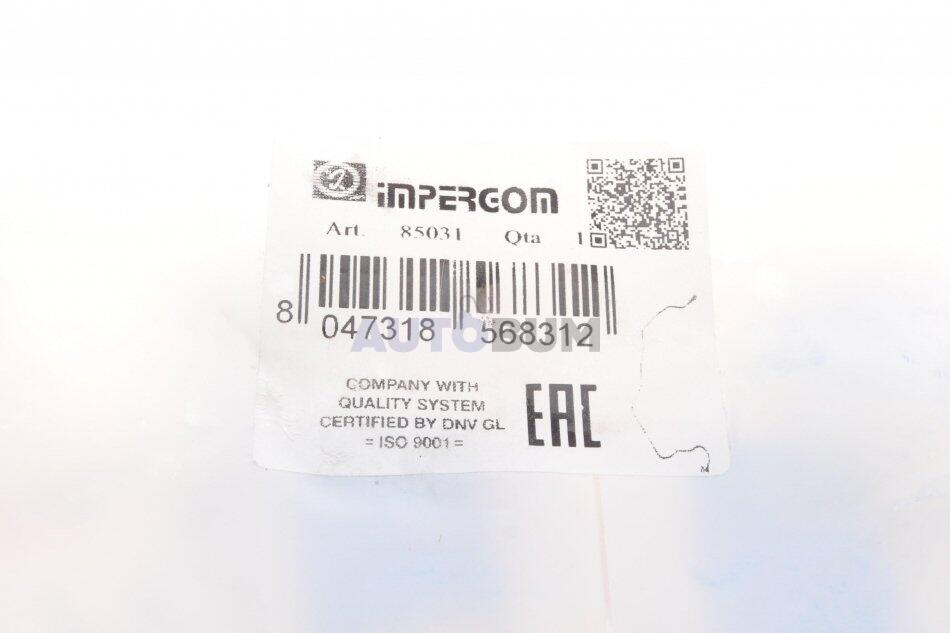 IMPERGOM
Art. 85031 Qta 1
8 047318 568312
AUTODUM
COMPANY WITH
QUALITY SYSTEM
CERTIFIED BY DNV GL
= ISO 9001 =
EAC